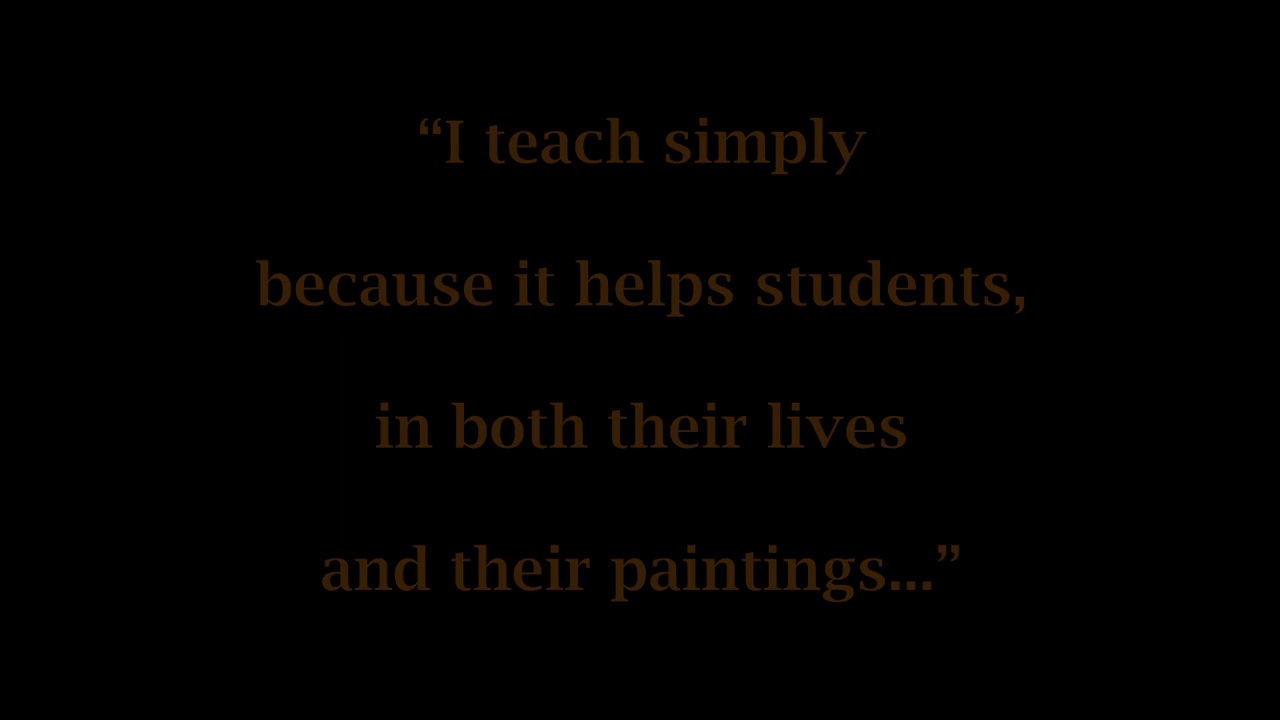 “I teach simply
because it helps students,
in both their lives
and their paintings...”